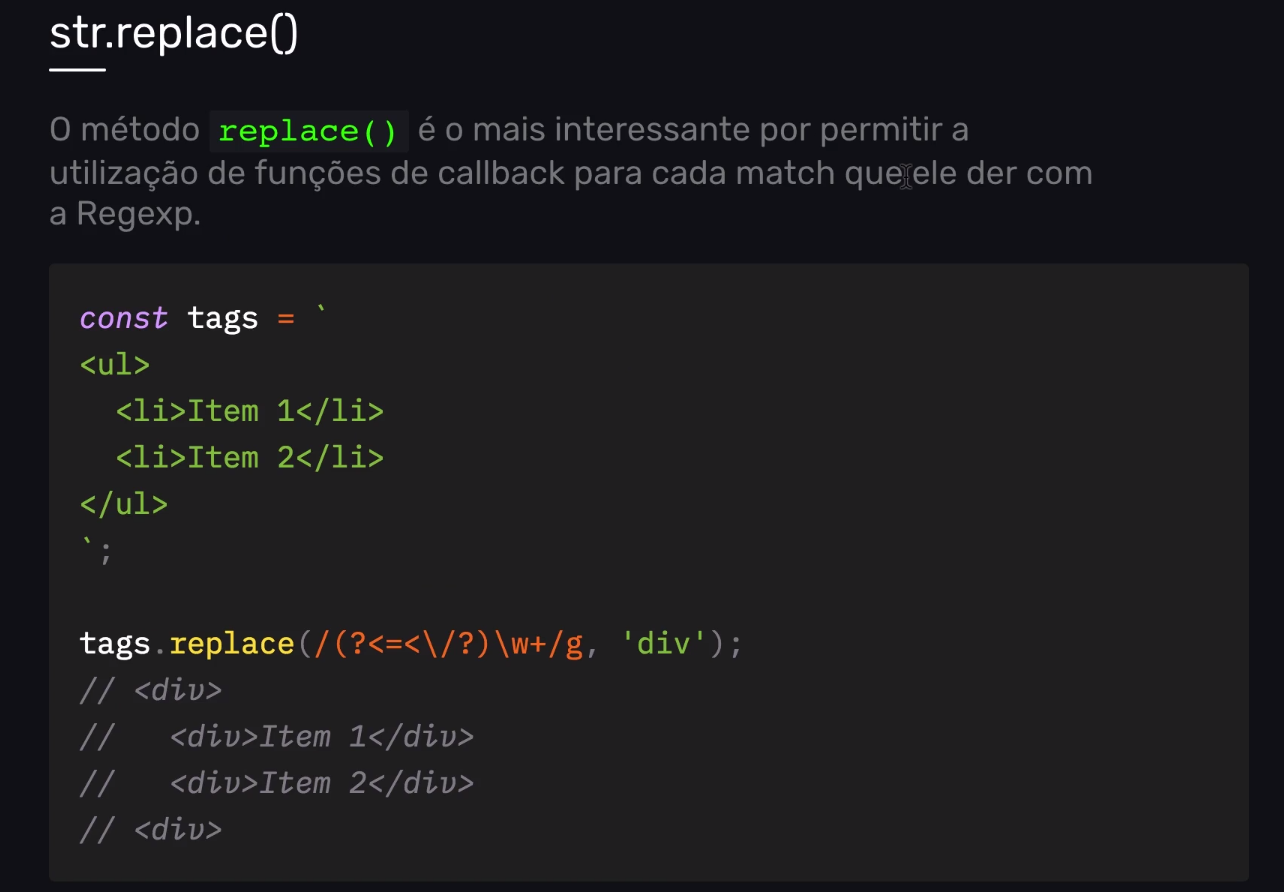 str.replace()
O método replace() é o mais interessante por permitir a
utilização de funções de callback para cada match que ele der com
a Regexp.
const tags = `
<ul>
  <li>Item 1</li>
  <li>Item 2</li>
</ul>
`;
tags.replace(/(?<=<\/?)\w+/g, 'div');
// <div>
//   <div>Item 1</div>
//   <div>Item 2</div>
// <div>